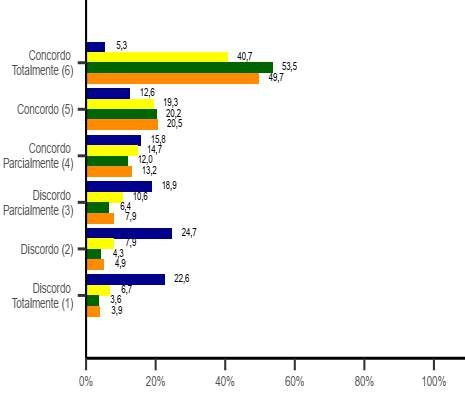 5,3
Concordo
Totalmente (6)
40,7
53,5
49,7
12,6
Concordo (5)
19,3
20,2
20,5
15,8
Concordo
Parcialmente (4)
14,7
12,0
13,2
18,9
Discordo
Parcialmente (3)
10,6
6,4
7,9
24,7
Discordo (2)
7,9
4,3
4,9
22,6
Discordo
Totalmente (1)
6,7
3,6
3,9
0% 20% 40% 60% 80% 100%